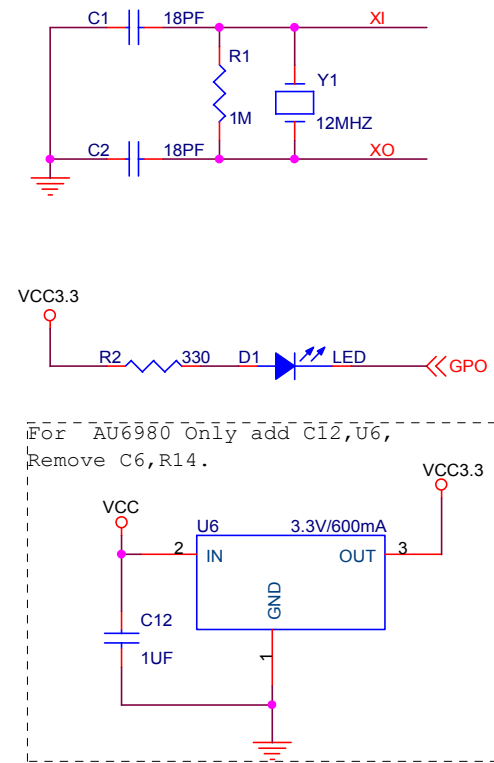 C1 18PF XI
R1
Y1
1M
12MHZ
C2 18PF XO
VCC3.3
R2 330 D1 LED GPO
For AU6980 Only add C12,U6,
Remove C6,R14.
VCC3.3
VCC
U6 3.3V/600mA
2 IN OUT 3
GND
C12
1UF
1